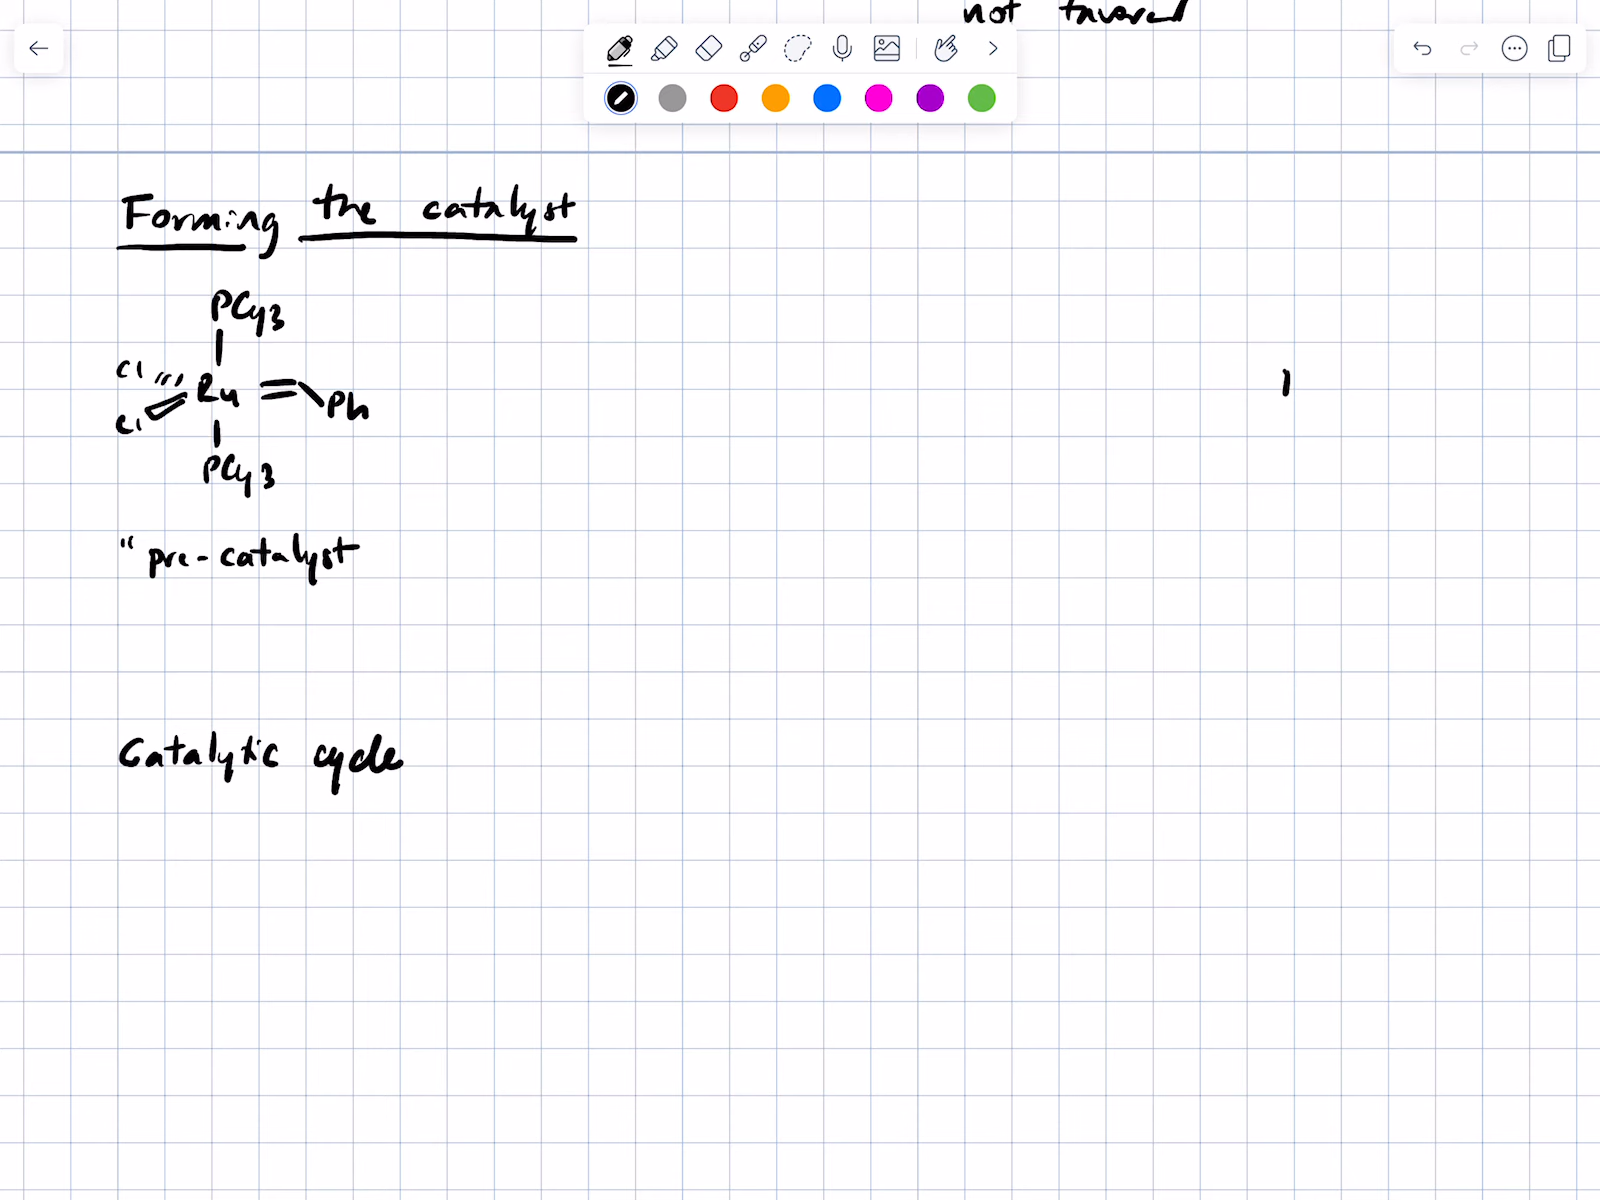 not favored
Forming the catalyst
PCy3
Cl
Ru
Ph
Cl
PCy3
"pre-catalyst
Catalytic cycle